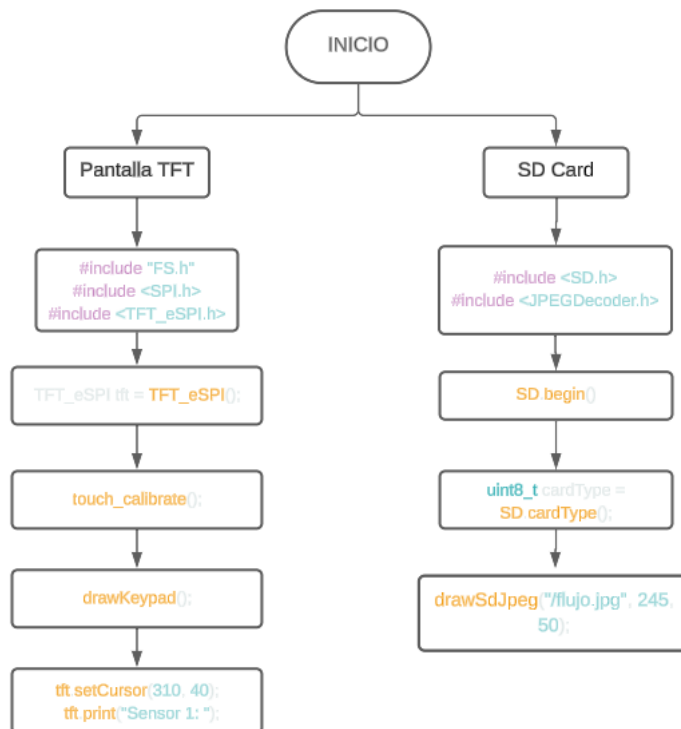 INICIO
Pantalla TFT
#include "FS.h"
#include <SPI.h>
#include <TFT_eSPI.h>
TFT_eSPI tft = TFT_eSPI();
touch_calibrate();
drawKeypad();
tft.setCursor(310, 40);
tft.print("Sensor 1: ");
SD Card
#include <SD.h>
#include <JPEGDecoder.h>
SD.begin()
uint8_t cardType =
SD.cardType();
drawSdJpeg("/flujo.jpg", 245,
50);